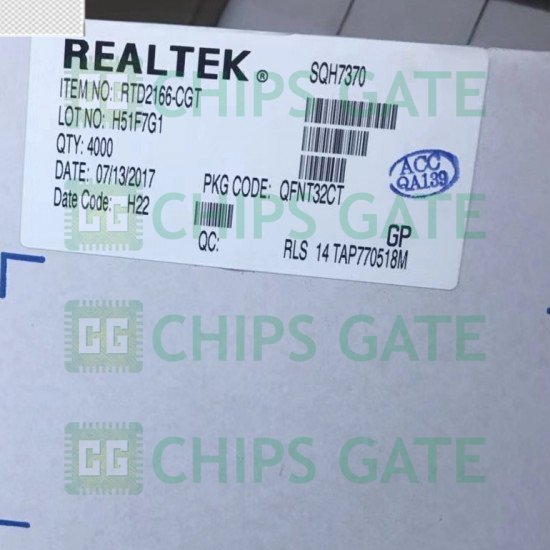 REALTEK ® SQH7370
ITEM NO: RTD2166-CGT
LOT NO: H51F7G1
QTY: 4000
DATE: 07/13/2017 PKG CODE: QFNT32CT
Date Code: H22
ACC
QA139
QC:
GP
RLS 14 TAP770518M
CG CHIPS GATE
CG CHIPS GATE
CG CHIPS GATE
CG CHIPS GATE